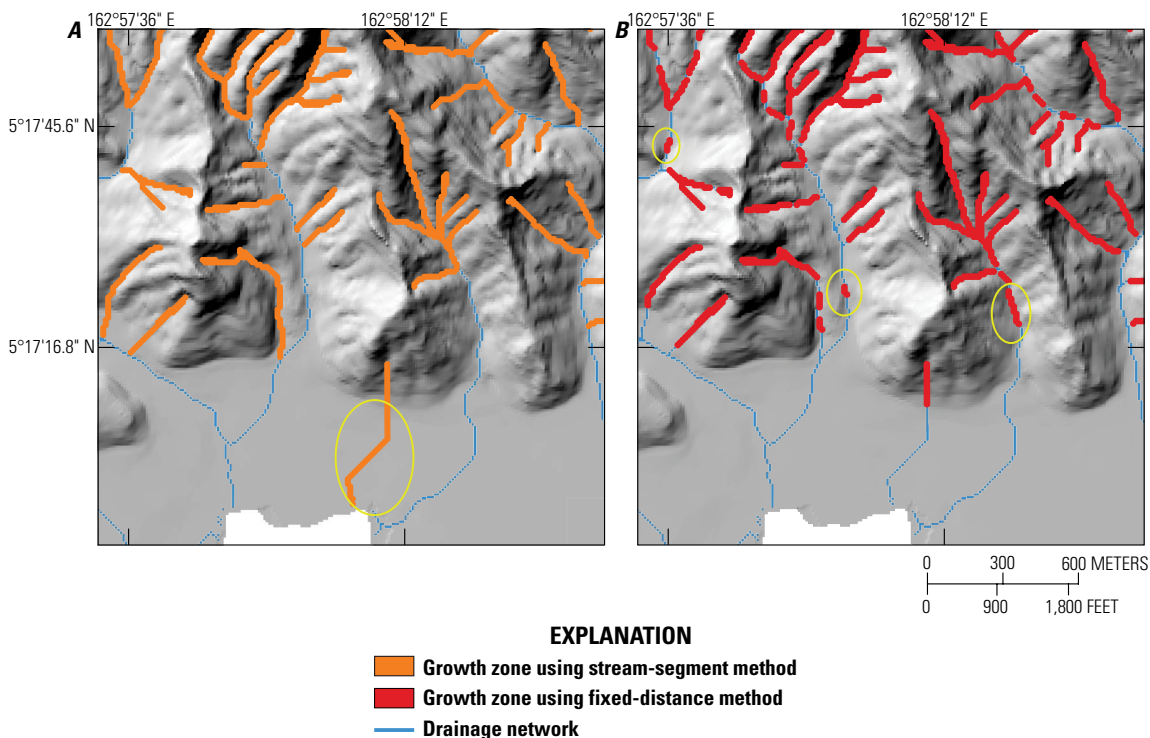 A 162°57'36" E 162°58'12" E
B 162°57'36" E 162°58'12" E
5°17'45.6" N
5°17'16.8" N
0 300 600 METERS
0 900 1,800 FEET
EXPLANATION
Growth zone using stream-segment method
Growth zone using fixed-distance method
Drainage network